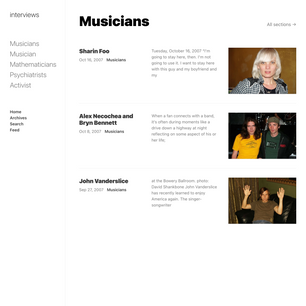 interviews
Musicians
Musician
Mathematicians
Psychiatrists
Activist
Home
Archives
Search
Feed
Musicians
All sections →
Sharin Foo
Oct 16, 2007 Musicians
Tuesday, October 16, 2007 "I'm
going to stay here, then. I'm not
going to use it. I want to stay here
with this guy and my boyfriend and
my
Alex Necochea and
Bryn Bennett
Oct 8, 2007 Musicians
When a fan connects with a band,
it's often during moments like a
drive down a highway at night
reflecting on some aspect of his or
her life.
John Vanderslice
Sep 27, 2007 Musicians
at the Bowery Ballroom. photo:
David Shankbone John Vanderslice
has recently learned to enjoy
America again. The singer-
songwriter